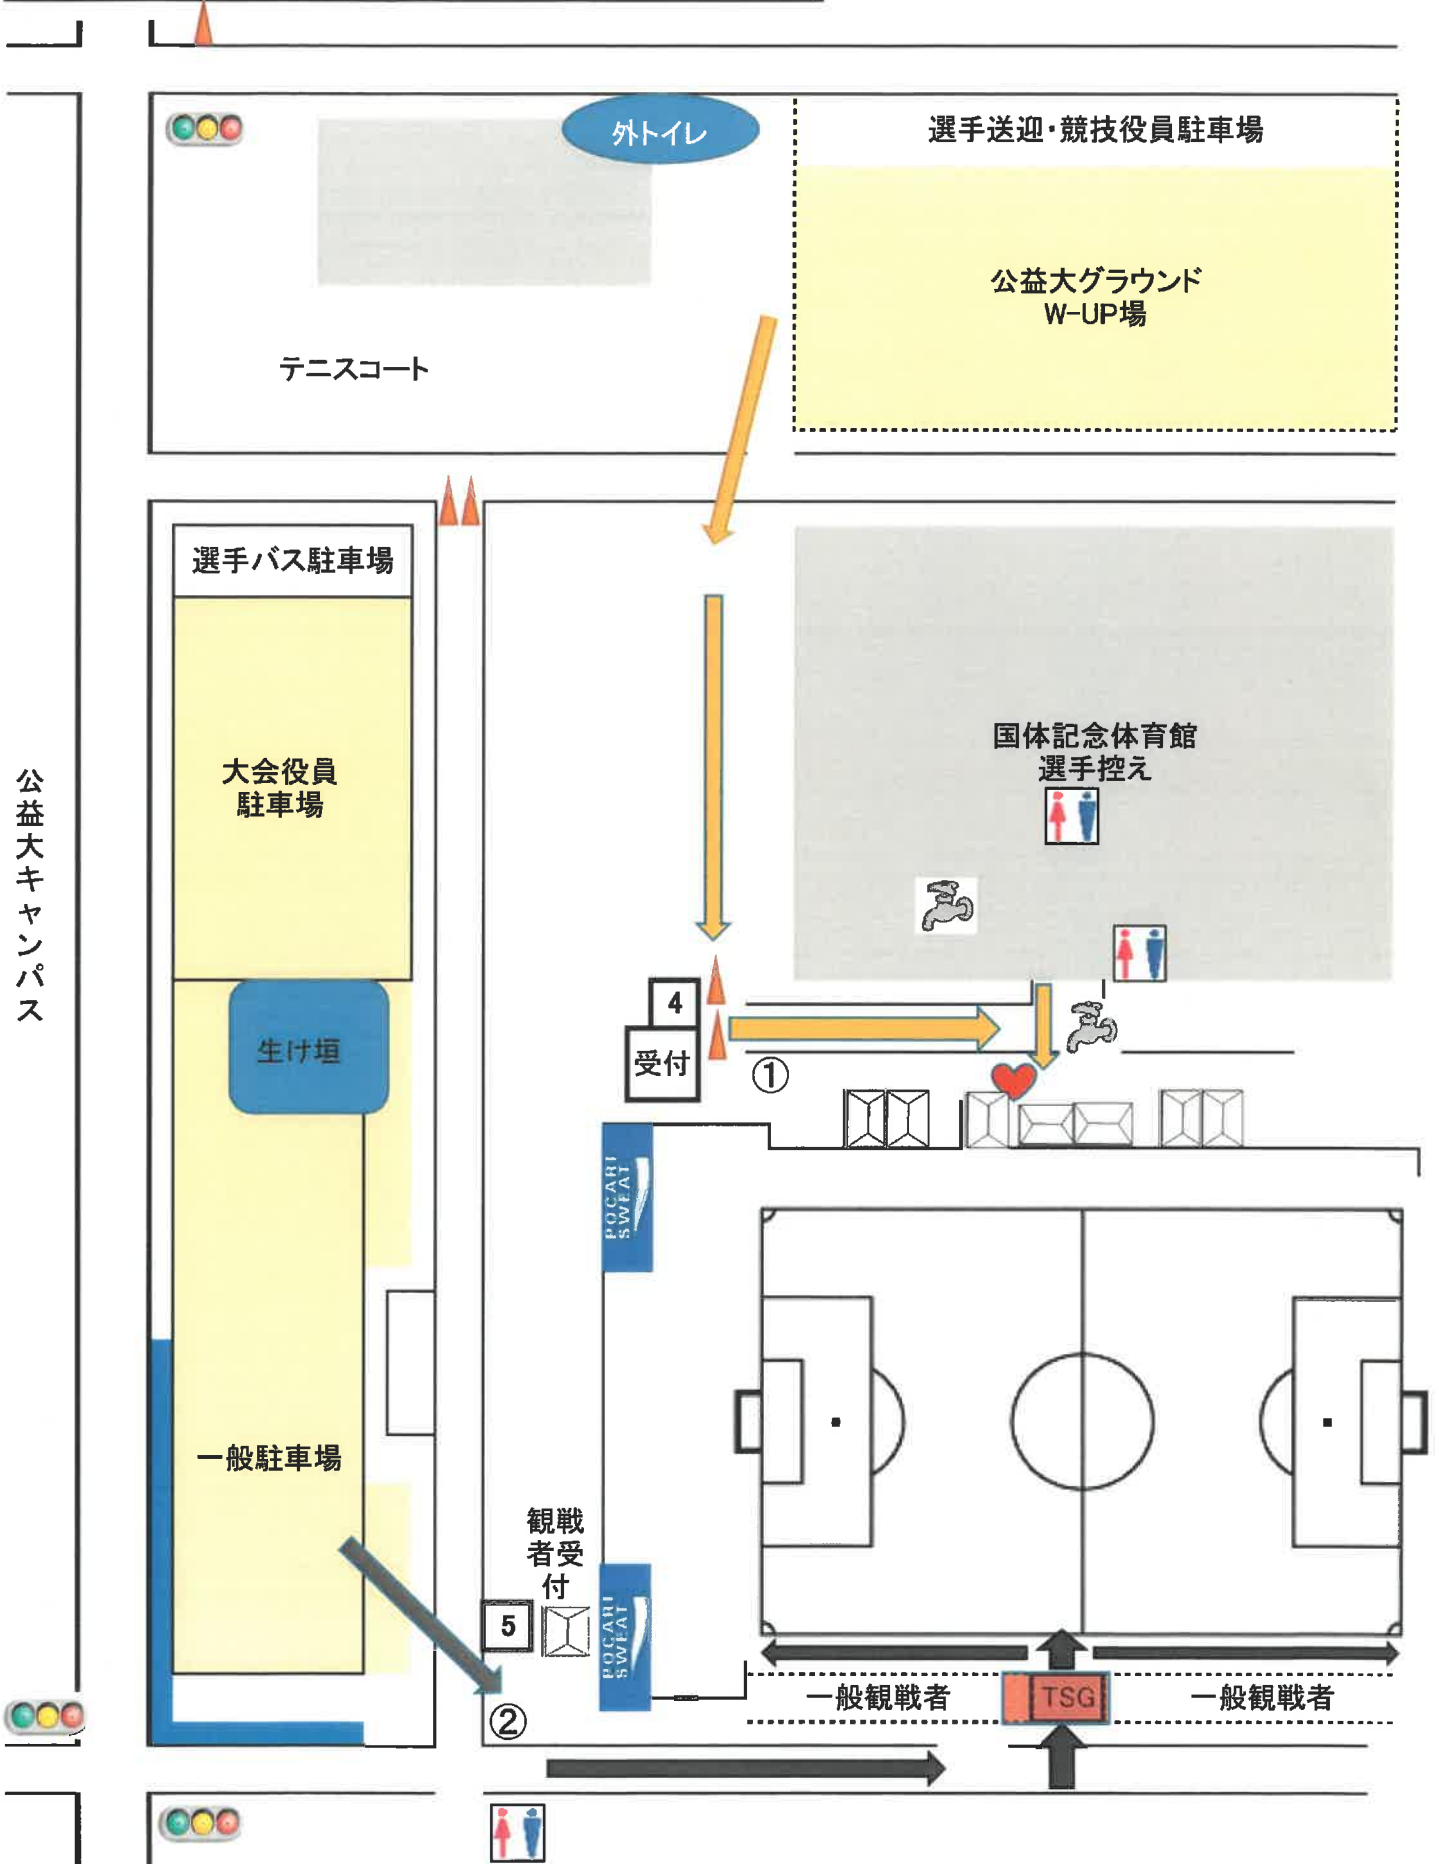 外トイレ
選手送迎・競技役員駐車場
公益大グラウンド
W-UP場
テニスコート
選手バス駐車場
大会役員
駐車場
国体記念体育館
選手控え
公益大キャンパス
4
受付
①
生け垣
POCARI
SWEAT
一般駐車場
観戦
者受
付
5
POCARI
SWEAT
②
一般観戦者
TSG
一般観戦者